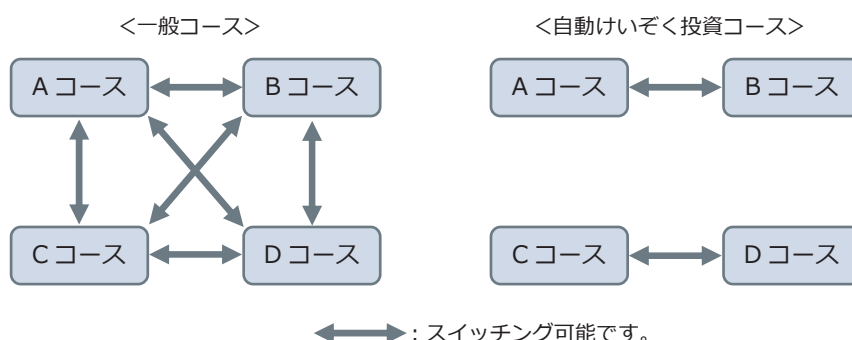 <一般コース>
Aコース
Bコース
Cコース
Dコース
<自動けいぞく投資コース>
Aコース
Bコース
Cコース
Dコース
: スイッチング可能です。